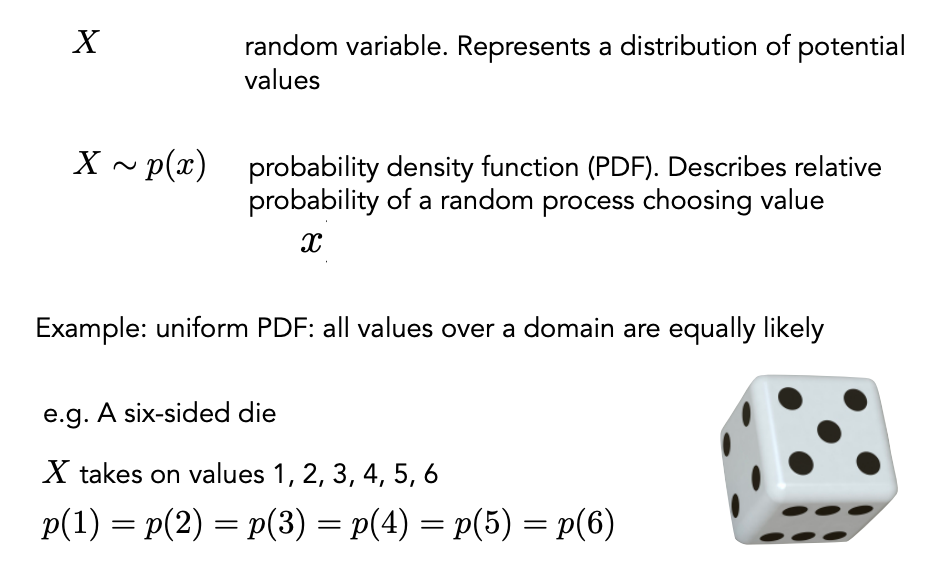 X random variable. Represents a distribution of potential
values
X ∼ p(x) probability density function (PDF). Describes relative
probability of a random process choosing value
x
Example: uniform PDF: all values over a domain are equally likely
e.g. A six-sided die
X takes on values 1, 2, 3, 4, 5, 6
p(1) = p(2) = p(3) = p(4) = p(5) = p(6)